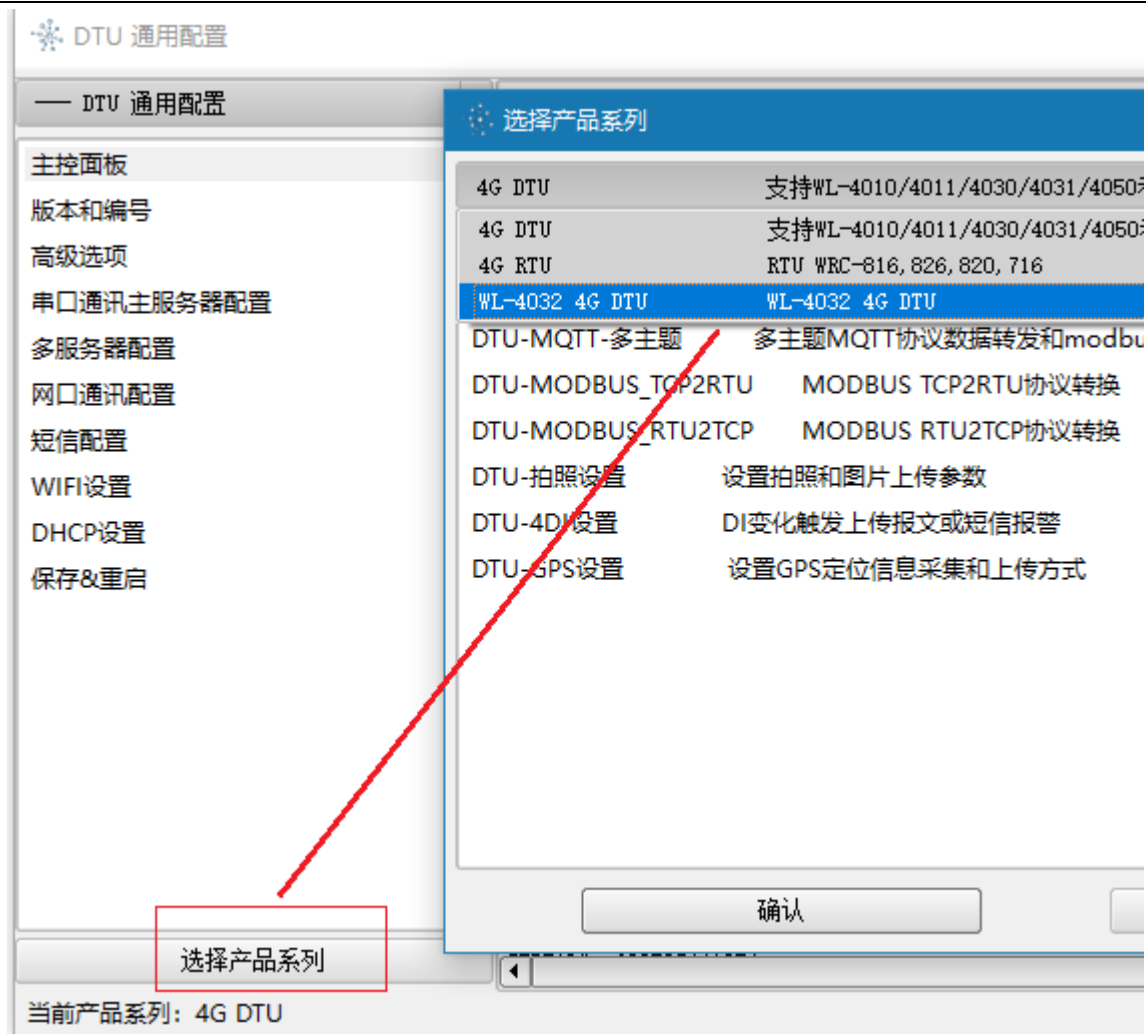 DTU 通用配置
— DTU 通用配置
主控面板
版本和编号
高级选项
串口通讯主服务器配置
多服务器配置
网口通讯配置
短信配置
WIFI设置
DHCP设置
保存&重启
选择产品系列
当前产品系列：4G DTU
选择产品系列
4G DTU 支持WL-4010/4011/4030/4031/4050
4G DTU 支持WL-4010/4011/4030/4031/4050
4G RTU RTU WRC-816,826,820,716
WL-4032 4G DTU WL-4032 4G DTU
DTU-MQTT-多主题 多主题MQTT协议数据转发和modbu
DTU-MODBUS_TCP2RTU MODBUS TCP2RTU协议转换
DTU-MODBUS_RTU2TCP MODBUS RTU2TCP协议转换
DTU-拍照设置 设置拍照和图片上传参数
DTU-4DI设置 DI变化触发上传报文或短信报警
DTU-GPS设置 设置GPS定位信息采集和上传方式
确认